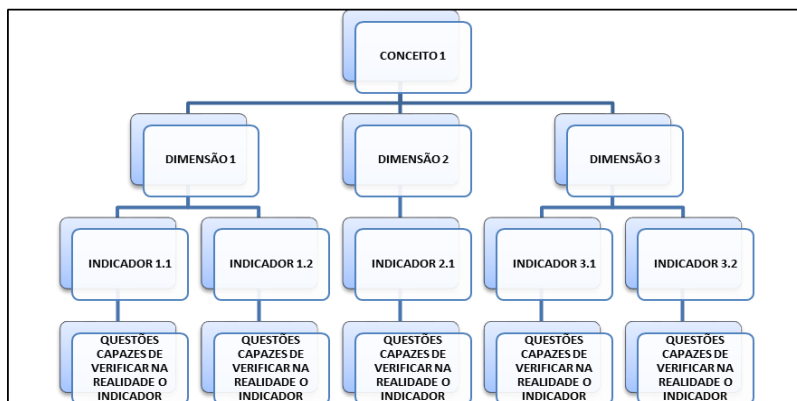 CONCEITO 1
DIMENSÃO 1
DIMENSÃO 2
DIMENSÃO 3
INDICADOR 1.1
INDICADOR 1.2
INDICADOR 2.1
INDICADOR 3.1
INDICADOR 3.2
QUESTÕES
CAPAZES DE
VERIFICAR NA
REALIDADE O
INDICADOR
QUESTÕES
CAPAZES DE
VERIFICAR NA
REALIDADE O
INDICADOR
QUESTÕES
CAPAZES DE
VERIFICAR NA
REALIDADE O
INDICADOR
QUESTÕES
CAPAZES DE
VERIFICAR NA
REALIDADE O
INDICADOR
QUESTÕES
CAPAZES DE
VERIFICAR NA
REALIDADE O
INDICADOR